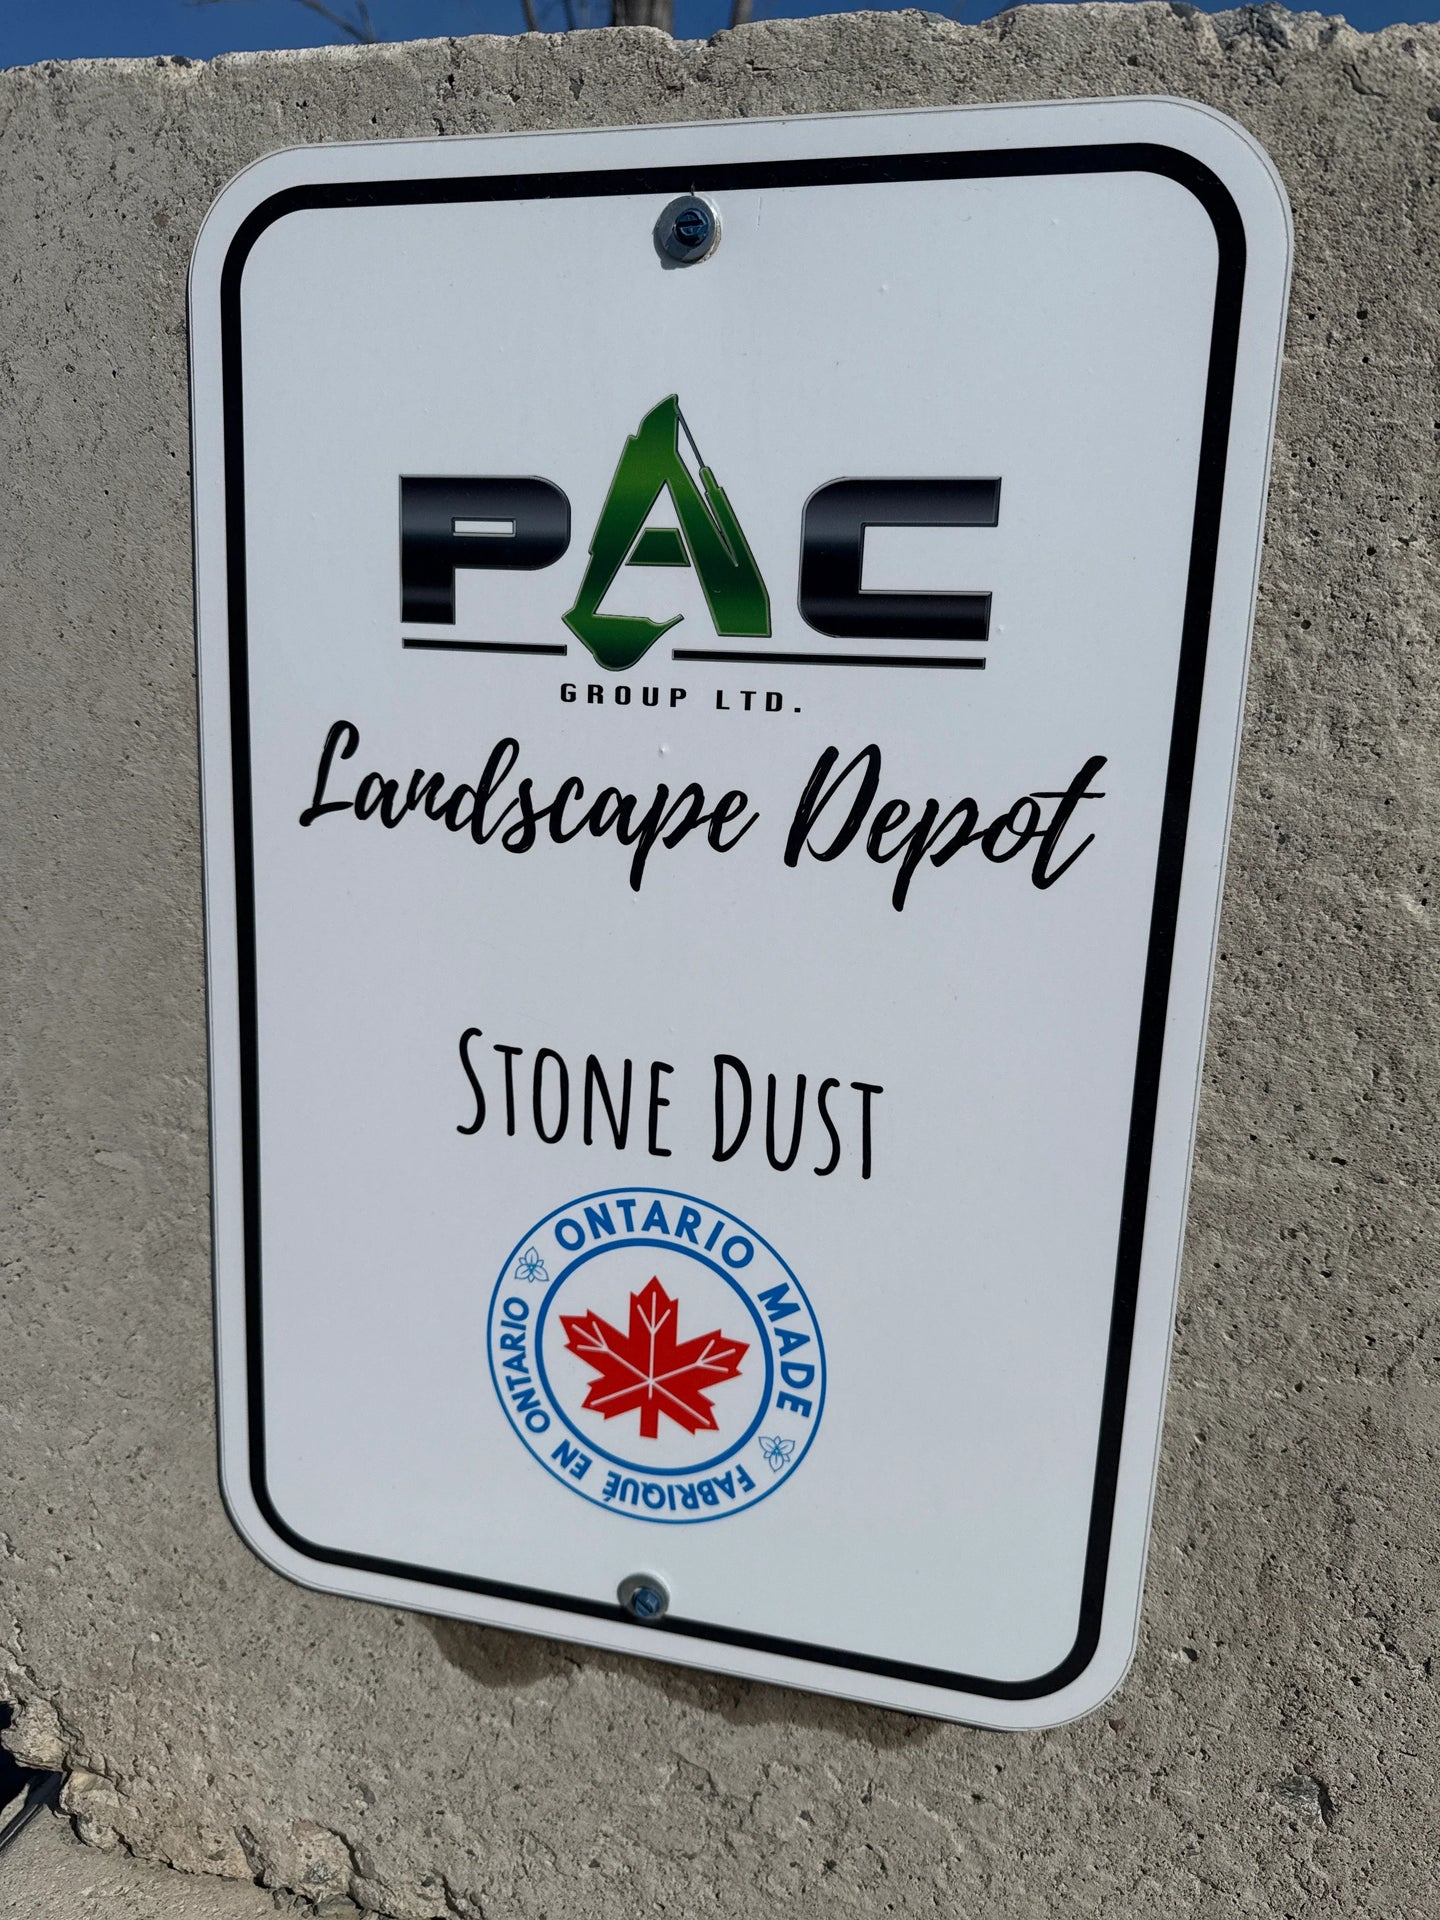 PAC
GROUP LTD.
Landscape Depot
STONE DUST
ONTARIO MADE
FABRIQUÉ EN ONTARIO